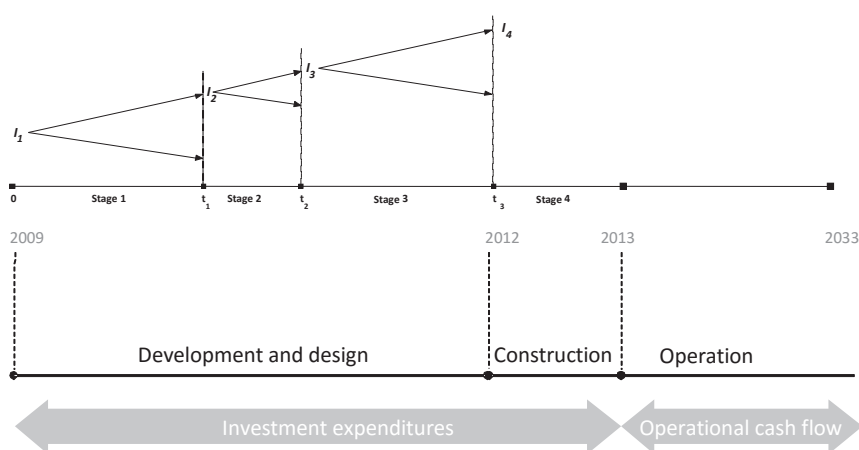 I4
I3
I2
I1
0 Stage 1 t1 Stage 2 t2 Stage 3 t3 Stage 4
2009 2012 2013 2033
Development and design Construction Operation
Investment expenditures Operational cash flow